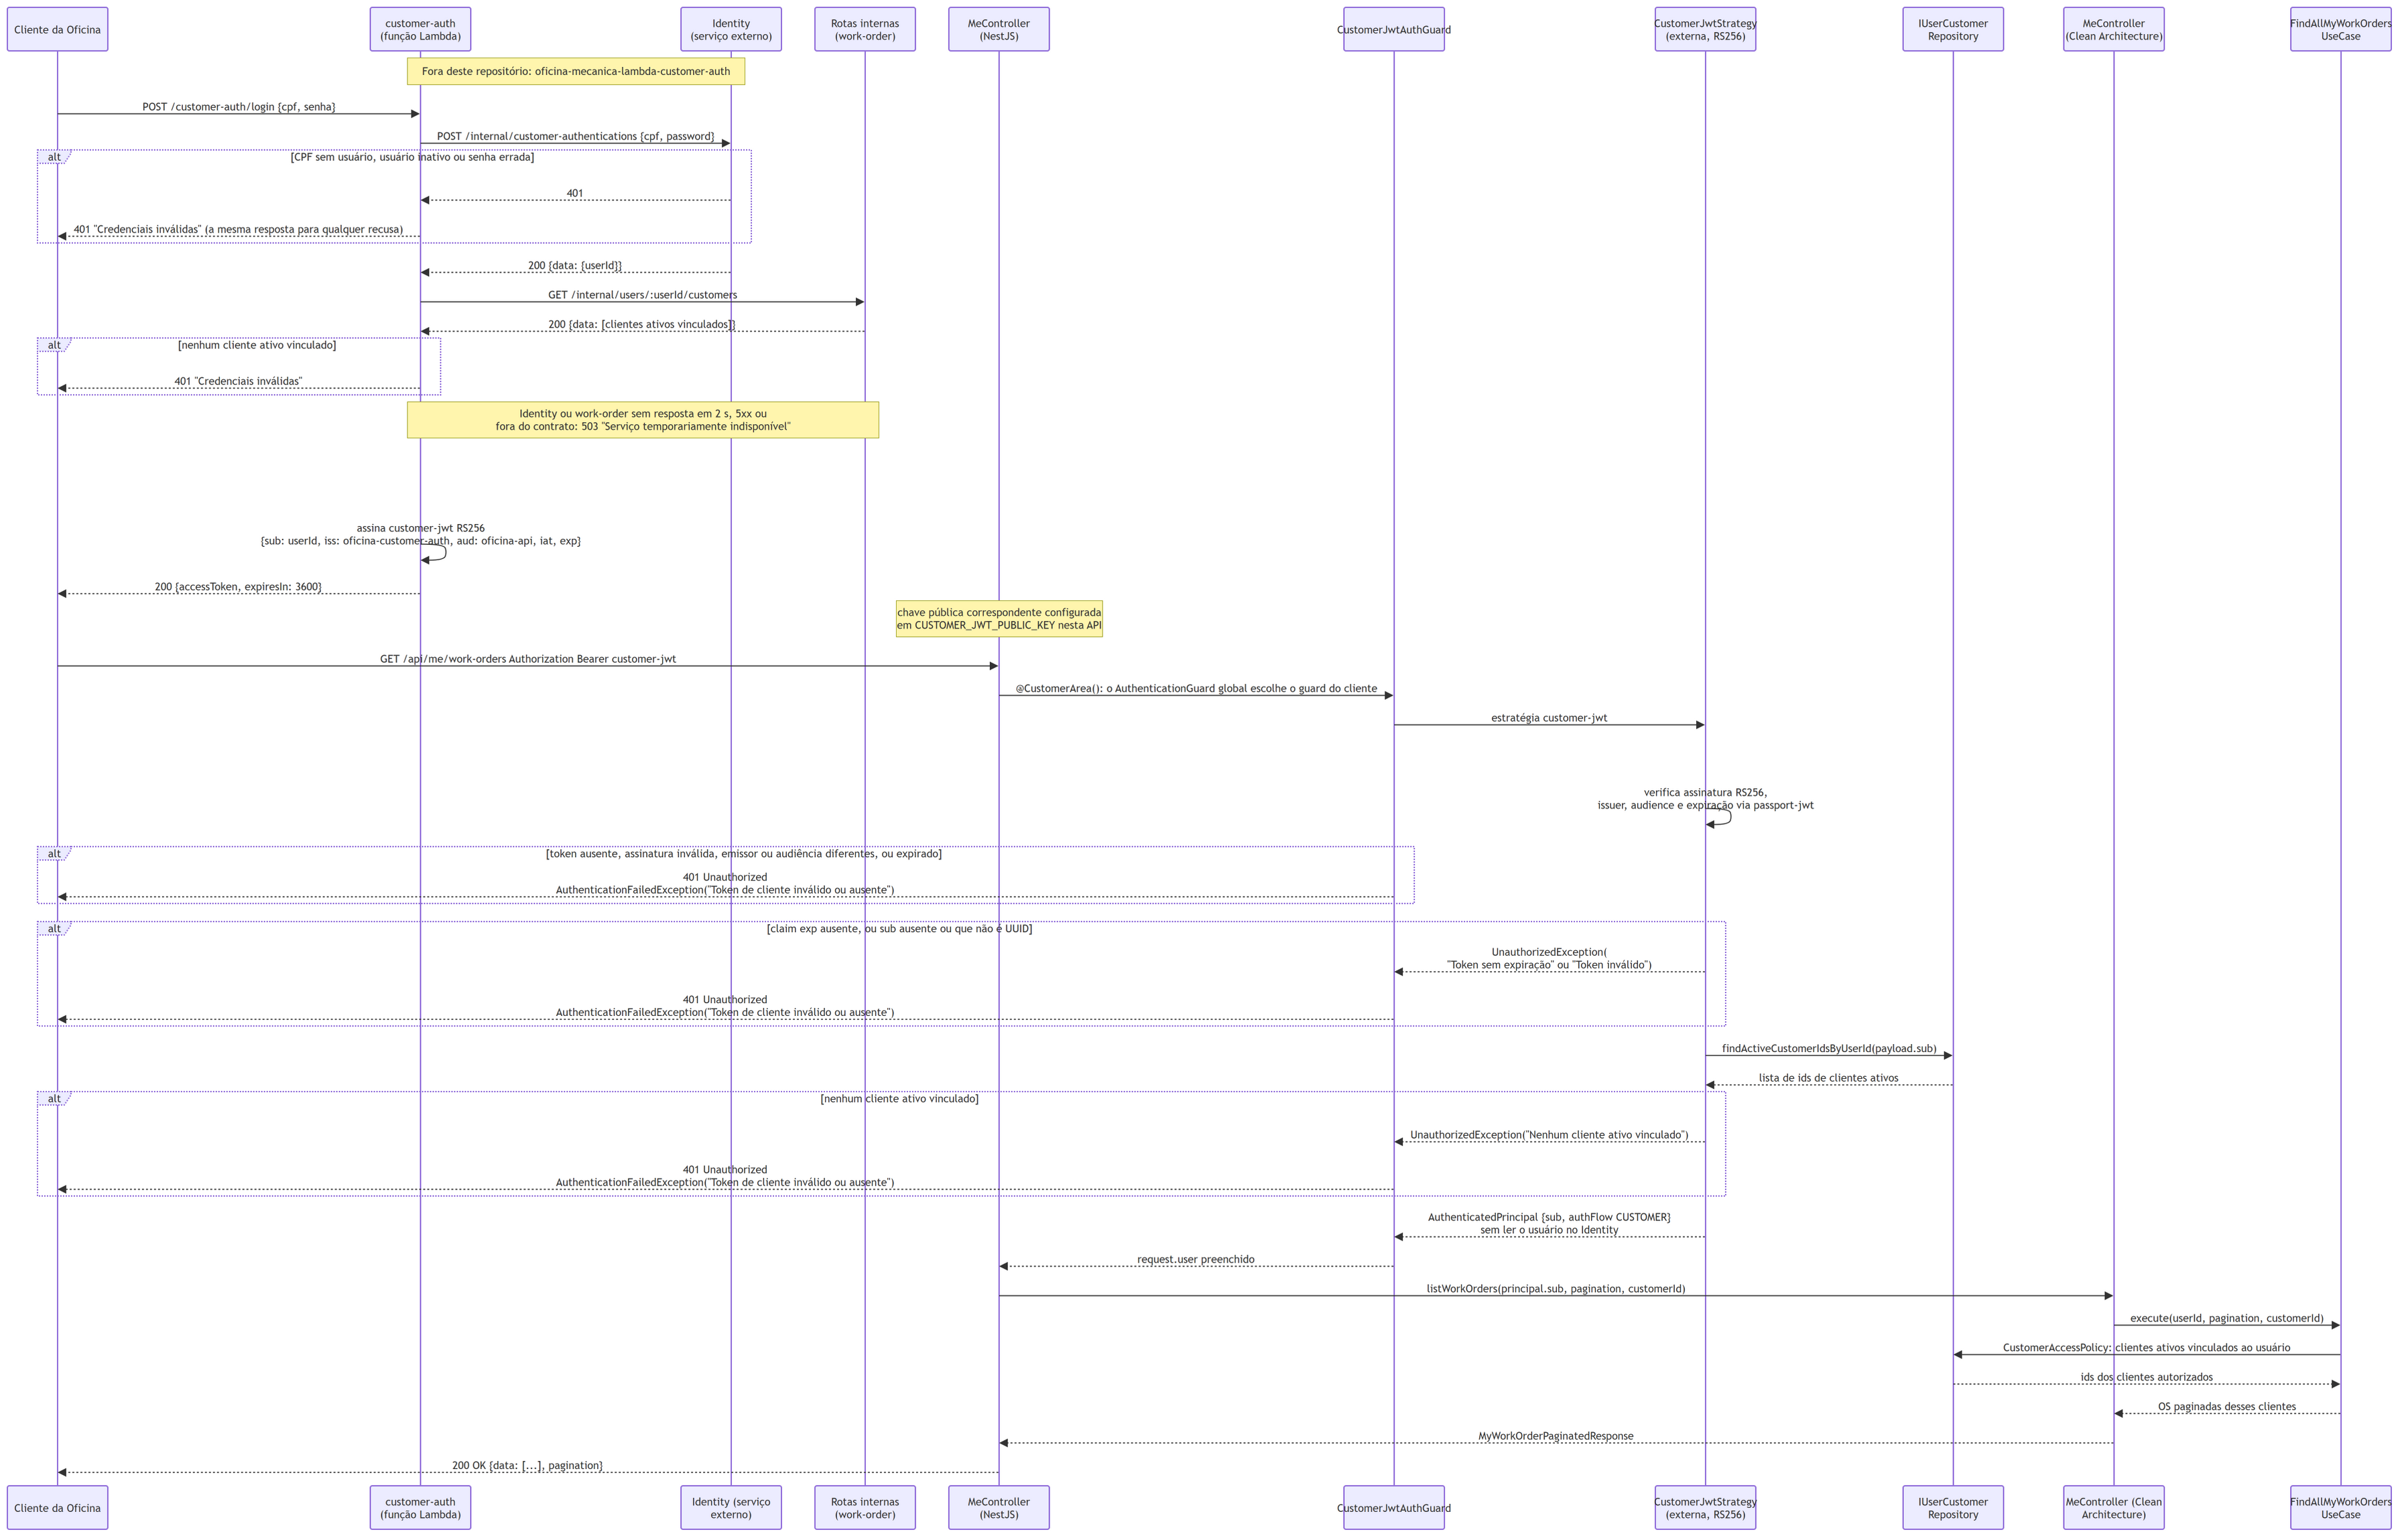 Cliente da Oficina
customer-auth
(função Lambda)
Identity
(serviço externo)
Rotas internas
(work-order)
MeController
(NestJS)
CustomerJwtAuthGuard
CustomerJwtStrategy
(externa, RS256)
IUserCustomer
Repository
MeController
(Clean Architecture)
FindAllMyWorkOrders
UseCase
Fora deste repositório: oficina-mecanica-lambda-customer-auth
POST /customer-auth/login {cpf, senha}
POST /internal/customer-authentications {cpf, password}
alt
[CPF sem usuário, usuário inativo ou senha errada]
401
401 "Credenciais inválidas" (a mesma resposta para qualquer recusa)
200 {data: {userId}}
GET /internal/users/:userId/customers
200 {data: [clientes ativos vinculados]}
alt
[nenhum cliente ativo vinculado]
401 "Credenciais inválidas"
Identity ou work-order sem resposta em 2 s, 5xx ou
fora do contrato: 503 "Serviço temporariamente indisponível"
assina customer-jwt RS256
{sub: userId, iss: oficina-customer-auth, aud: oficina-api, iat, exp}
200 {accessToken, expiresIn: 3600}
chave pública correspondente configurada
em CUSTOMER_JWT_PUBLIC_KEY nesta API
GET /api/me/work-orders Authorization Bearer customer-jwt
@CustomerArea(): o AuthenticationGuard global escolhe o guard do cliente
estratégia customer-jwt
verifica assinatura RS256,
issuer, audience e expiração via passport-jwt
alt
[token ausente, assinatura inválida, emissor ou audiência diferentes, ou expirado]
401 Unauthorized
AuthenticationFailedException("Token de cliente inválido ou ausente")
alt
[claim exp ausente, ou sub ausente ou que não é UUID]
UnauthorizedException(
"Token sem expiração" ou "Token inválido")
401 Unauthorized
AuthenticationFailedException("Token de cliente inválido ou ausente")
findActiveCustomerIdsByUserId(payload.sub)
lista de ids de clientes ativos
alt
[nenhum cliente ativo vinculado]
UnauthorizedException("Nenhum cliente ativo vinculado")
401 Unauthorized
AuthenticationFailedException("Token de cliente inválido ou ausente")
AuthenticatedPrincipal {sub, authFlow CUSTOMER}
sem ler o usuário no Identity
request.user preenchido
listWorkOrders(principal.sub, pagination, customerId)
execute(userId, pagination, customerId)
CustomerAccessPolicy: clientes ativos vinculados ao usuário
ids dos clientes autorizados
OS paginadas desses clientes
MyWorkOrderPaginatedResponse
200 OK {data: [...], pagination}
Cliente da Oficina
customer-auth
(função Lambda)
Identity (serviço
externo)
Rotas internas
(work-order)
MeController
(NestJS)
CustomerJwtAuthGuard
CustomerJwtStrategy
(externa, RS256)
IUserCustomer
Repository
MeController (Clean
Architecture)
FindAllMyWorkOrders
UseCase